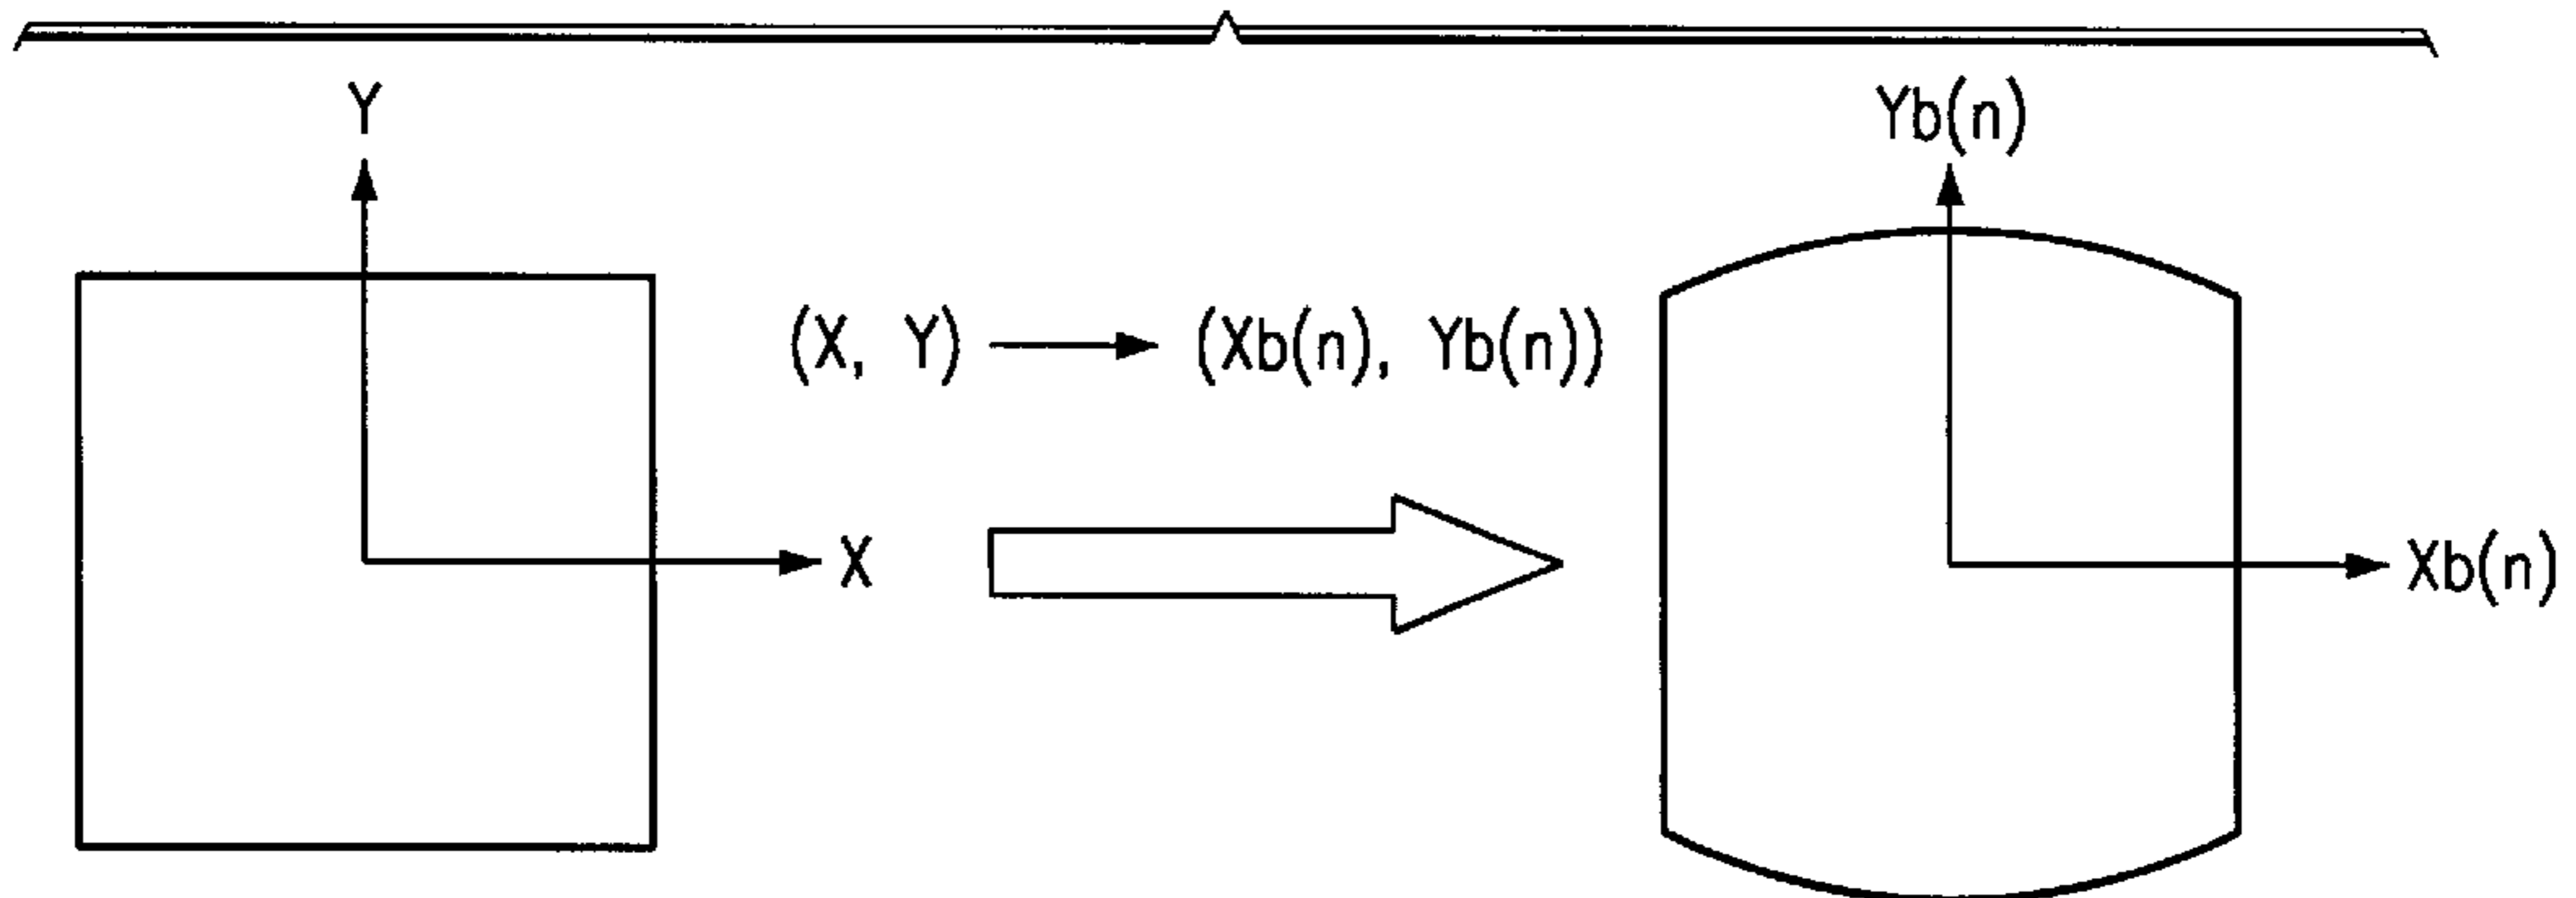 Y
Yb(n)
(X, Y) → (Xb(n), Yb(n))
X
Xb(n)